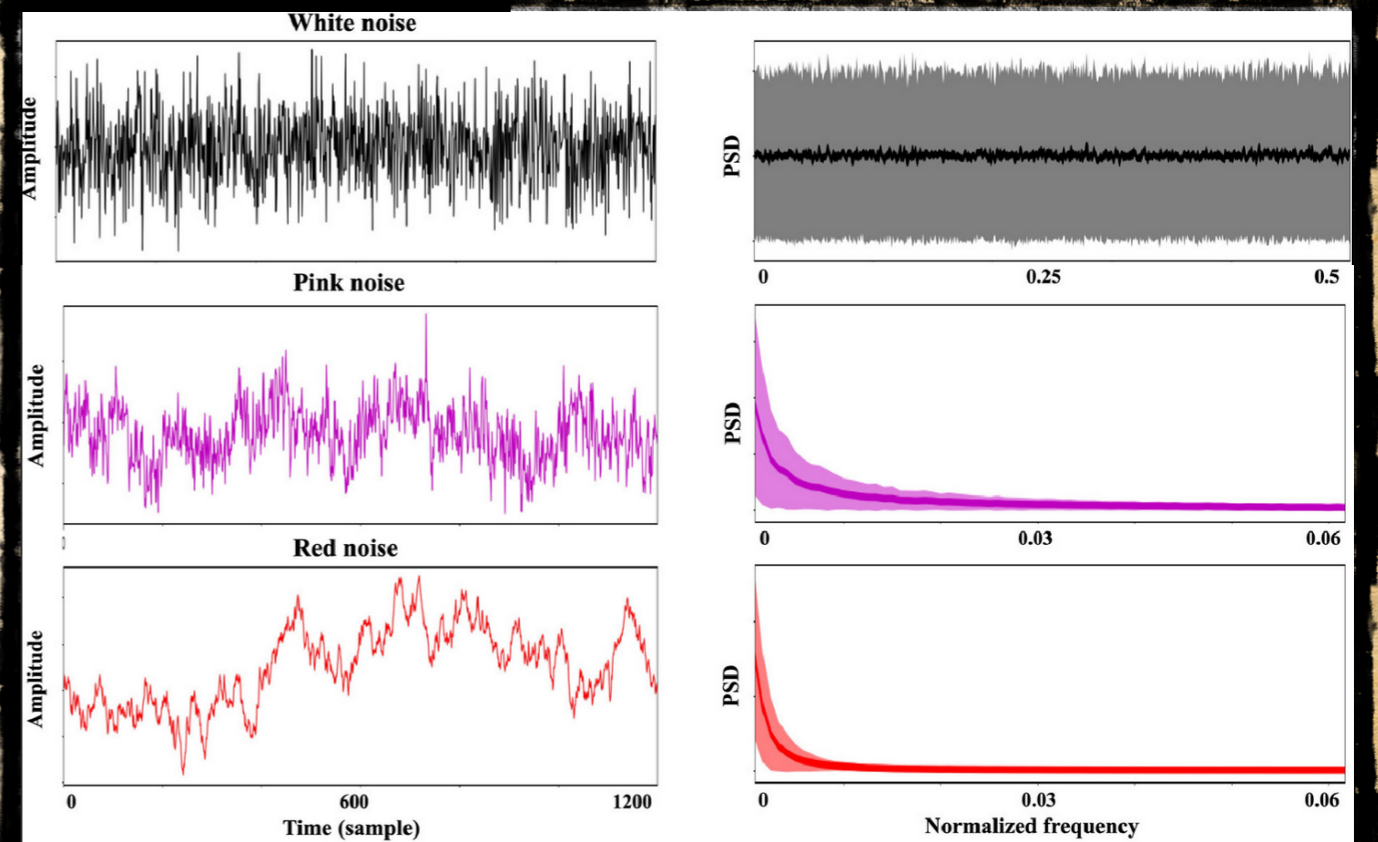 White noise
Amplitude
PSD
0 0.25 0.5
Pink noise
Amplitude
PSD
0
0 0.03 0.06
Red noise
Amplitude
PSD
0 600 1200
Time (sample)
0 0.03 0.06
Normalized frequency